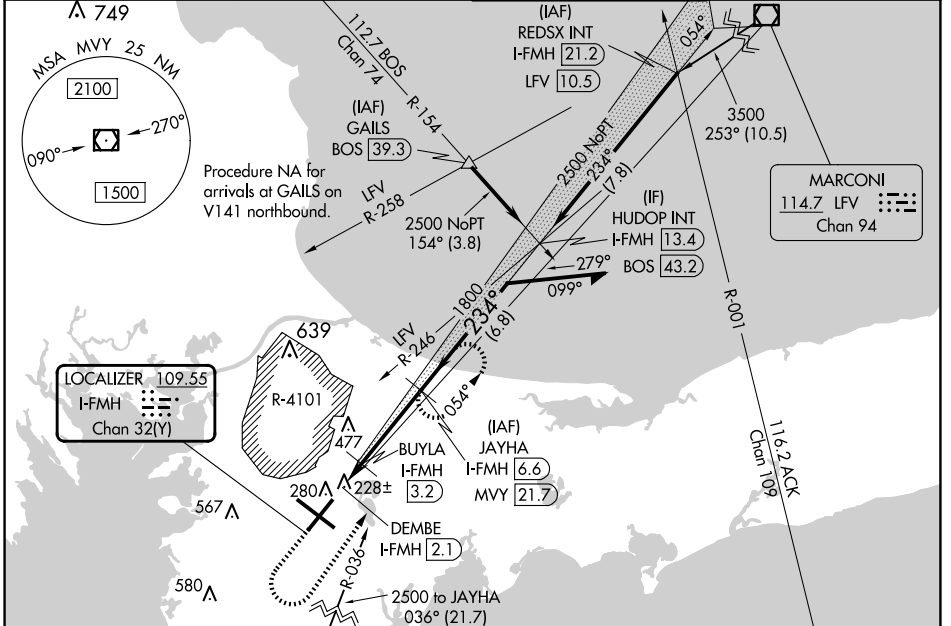 749
MSA MVY 25 NM
2100
090°
270°
1500
112.7 BOS
Chan 74
R-154
(IAF)
GAILS
BOS 39.3
Procedure NA for
arrivals at GAILS on
V141 northbound.
LFV
R-258
2500 NoPT
154° (3.8)
(IAF)
REDSX INT
I-FMH 21.2
LFV 10.5
054°
3500
253° (10.5)
2500 NoPT
234°
(7.8)
MARCONI
114.7 LFV
Chan 94
(IF)
HUDOP INT
I-FMH 13.4
BOS 43.2
279°
099°
1800
234°
(6.8)
LFV
R-246
054°
R-001
116.2 ACK
Chan 109
639
R-4101
LOCALIZER 109.55
I-FMH
Chan 32(Y)
477
BUYLA
I-FMH
3.2
(IAF)
JAYHA
I-FMH 6.6
MVY 21.7
280
228±
567
DEMBE
I-FMH 2.1
580
R-036
2500 to JAYHA
036° (21.7)